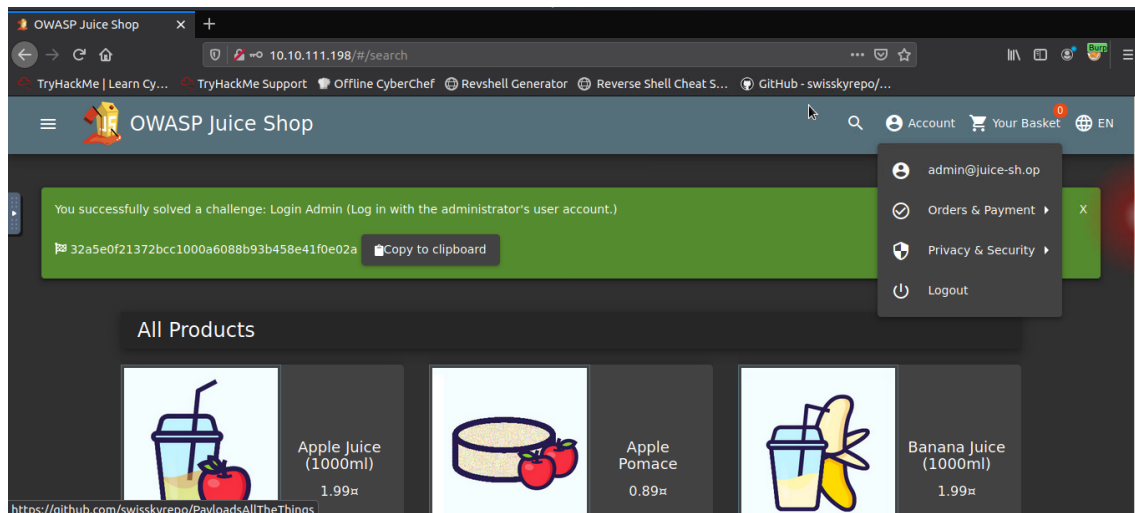 OWASP Juice Shop
10.10.111.198/#/search
Burp
TryHackMe | Learn Cy... TryHackMe Support Offline CyberChef Revshell Generator Reverse Shell Cheat S... GitHub - swisskyrepo/...
OWASP Juice Shop
Account Your Basket 0 EN
admin@juice-sh.op
Orders & Payment
Privacy & Security
Logout
You successfully solved a challenge: Login Admin (Log in with the administrator's user account.)
X
32a5e0f21372bcc1000a6088b93b458e41f0e02a Copy to clipboard
All Products
Apple Juice
(1000ml)
1.99¤
Apple
Pomace
0.89¤
Banana Juice
(1000ml)
1.99¤
https://github.com/swisskyrepo/PayloadsAllTheThings